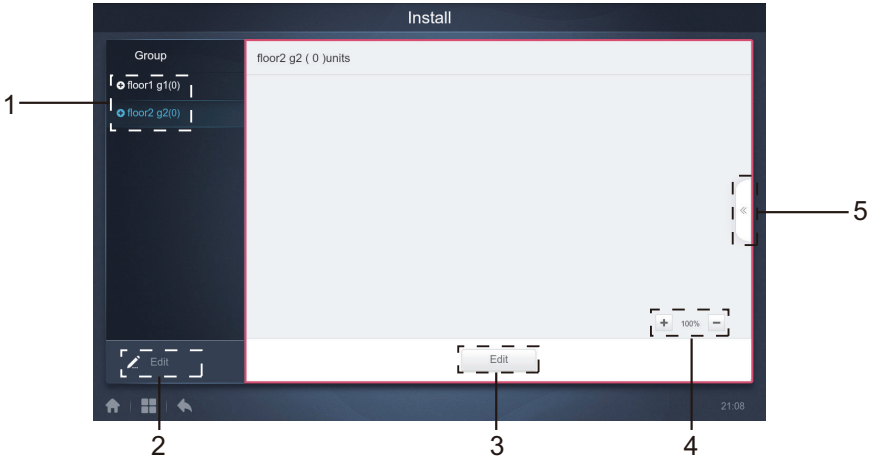 Install
Group
floor1 g1(0)
floor2 g2(0)
floor2 g2 ( 0 )units
1
5
+ 100% −
Edit
Edit
21:08
2
3
4